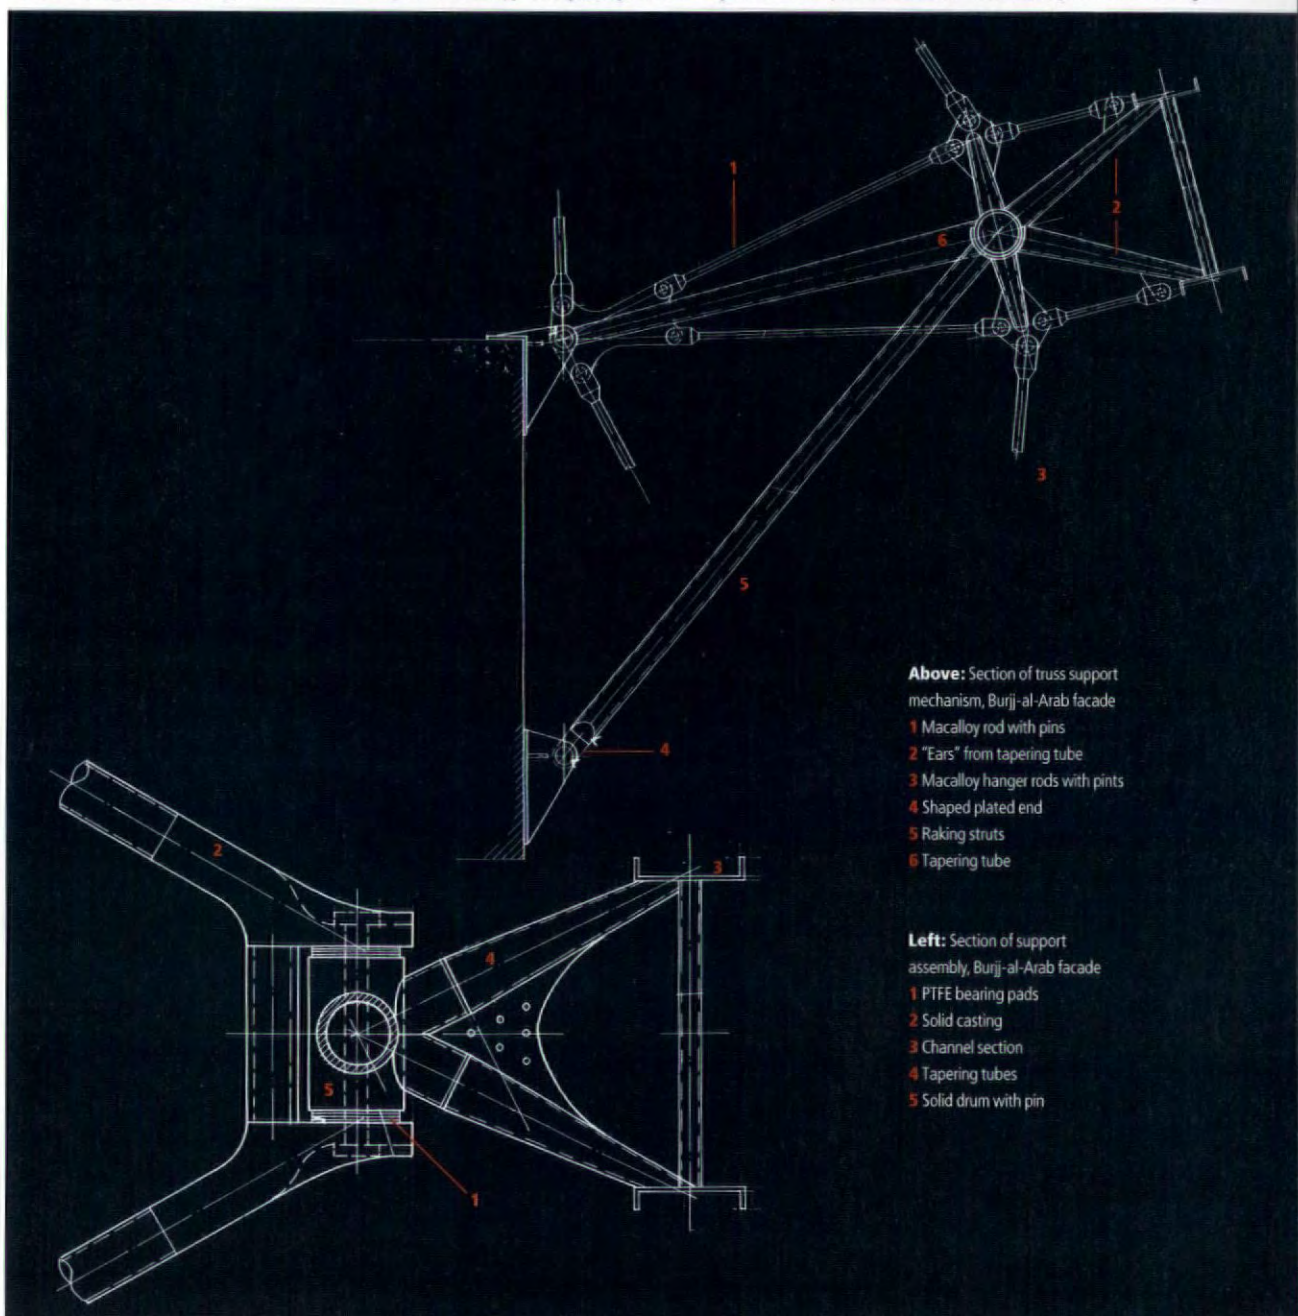 1
2
6
3
5
4
Above: Section of truss support
mechanism, Burjj-al-Arab facade
1 Macalloy rod with pins
2 "Ears" from tapering tube
3 Macalloy hanger rods with pints
4 Shaped plated end
5 Raking struts
6 Tapering tube
2
3
4
5
1
Left: Section of support
assembly, Burjj-al-Arab facade
1 PTFE bearing pads
2 Solid casting
3 Channel section
4 Tapering tubes
5 Solid drum with pin